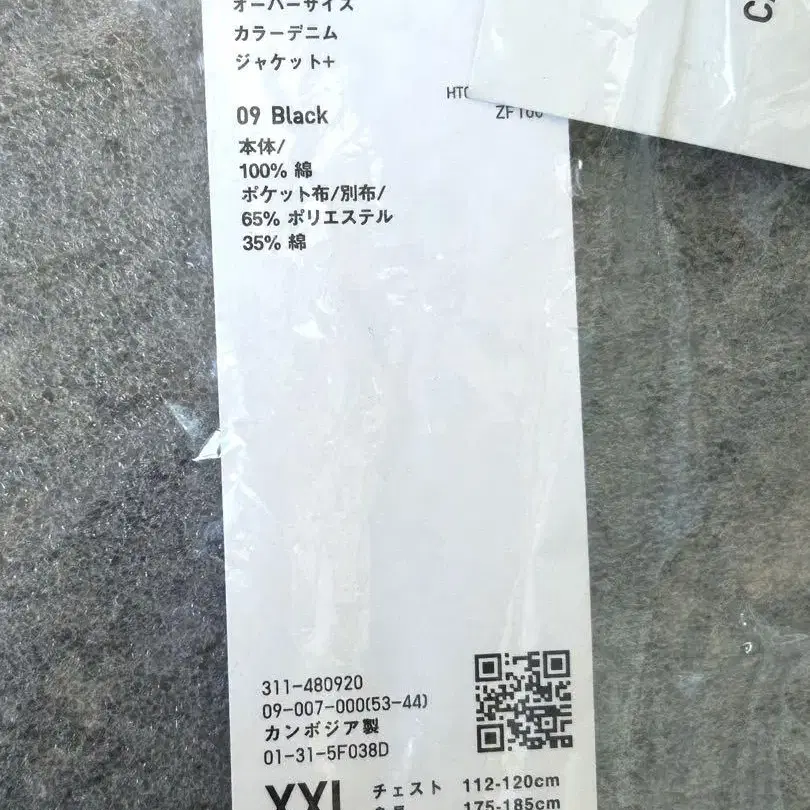 オーバーサイズ
カラーデニム
ジャケット+
09 Black
本体/
100% 綿
ポケット布/別布/
65% ポリエステル
35% 綿
311-480920
09-007-000(53-44)
カンボジア製
01-31-5F038D
XXL チェスト 112-120cm
175-185cm